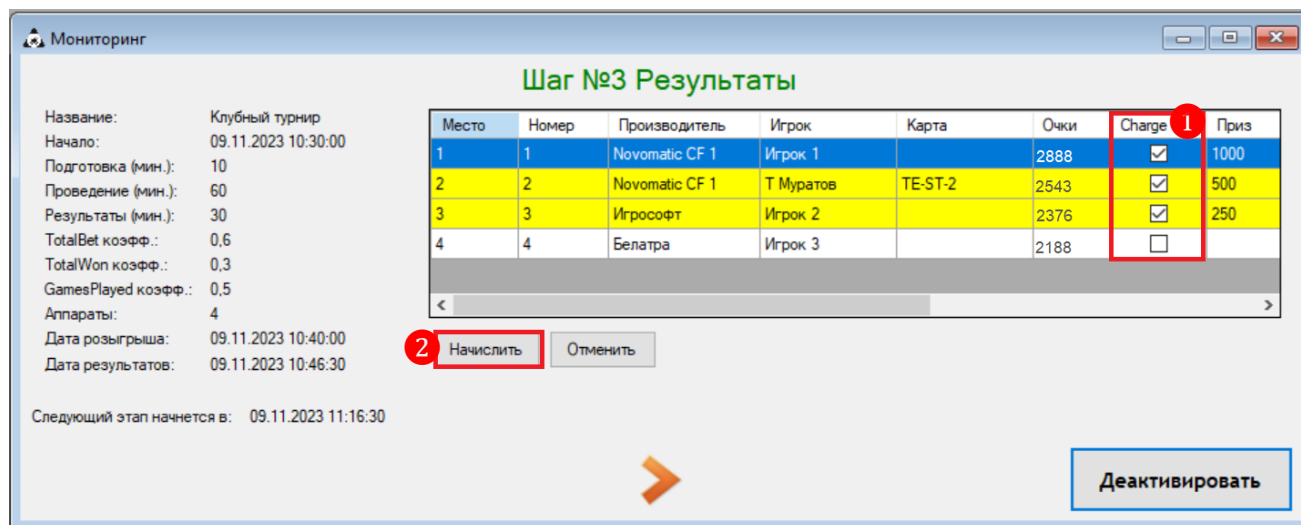 Мониторинг
Шаг №3 Результаты
Название: Клубный турнир
Начало: 09.11.2023 10:30:00
Подготовка (мин.): 10
Проведение (мин.): 60
Результаты (мин.): 30
TotalBet коэфф.: 0,6
TotalWon коэфф.: 0,3
GamesPlayed коэфф.: 0,5
Аппараты: 4
Дата розыгрыша: 09.11.2023 10:40:00
Дата результатов: 09.11.2023 10:46:30
Следующий этап начнется в: 09.11.2023 11:16:30
Место Номер Производитель Игрок Карта Очки Charge 1 Приз
1 1 Novomatic CF 1 Игрок 1 2888 1000
2 2 Novomatic CF 1 Т Муратов TE-ST-2 2543 500
3 3 Игрософт Игрок 2 2376 250
4 4 Белатра Игрок 3 2188
2 Начислить Отменить
Деактивировать